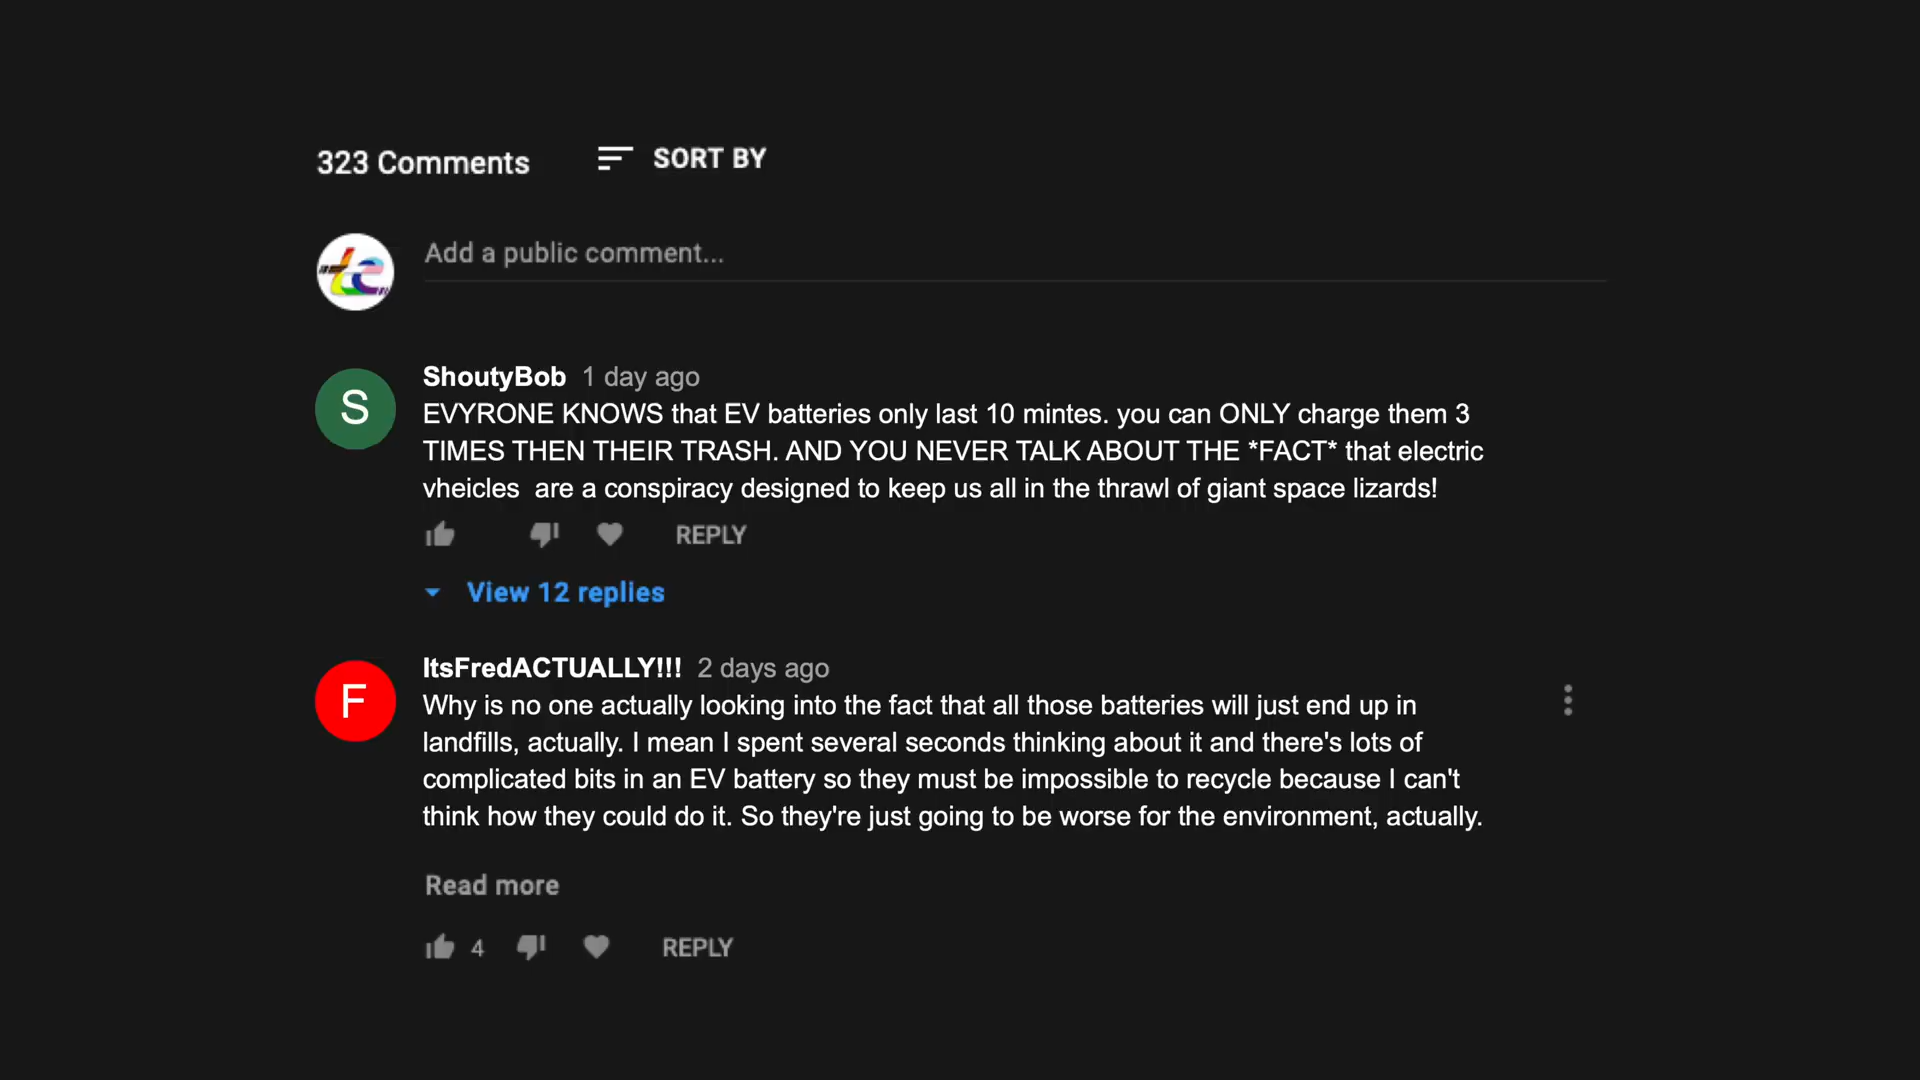 323 Comments
SORT BY
te
Add a public comment...
S
ShoutyBob 1 day ago
EVYRONE KNOWS that EV batteries only last 10 mintes. you can ONLY charge them 3
TIMES THEN THEIR TRASH. AND YOU NEVER TALK ABOUT THE *FACT* that electric
vheicles  are a conspiracy designed to keep us all in the thrawl of giant space lizards!
REPLY
View 12 replies
F
ItsFredACTUALLY!!! 2 days ago
Why is no one actually looking into the fact that all those batteries will just end up in
landfills, actually. I mean I spent several seconds thinking about it and there's lots of
complicated bits in an EV battery so they must be impossible to recycle because I can't
think how they could do it. So they're just going to be worse for the environment, actually.
Read more
4 REPLY